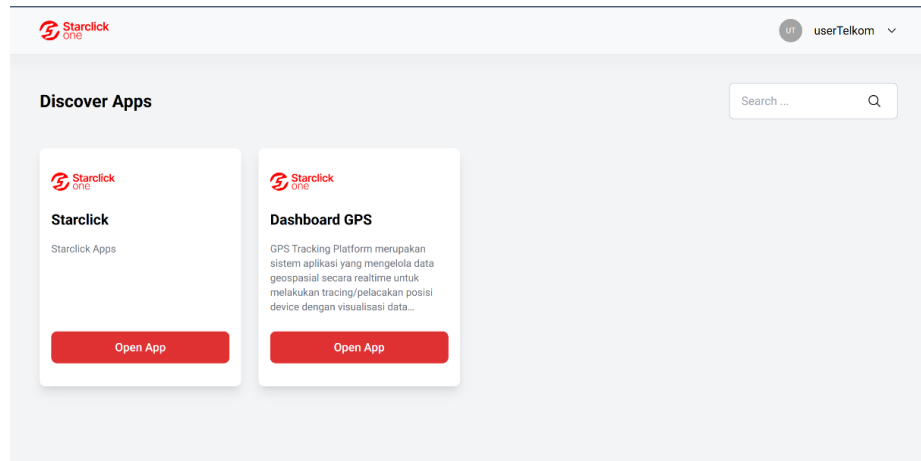 Starclick
one
UT
userTelkom
Discover Apps
Search ...
Starclick
one
Starclick
Starclick Apps
Open App
Starclick
one
Dashboard GPS
GPS Tracking Platform merupakan
sistem aplikasi yang mengelola data
geospasial secara realtime untuk
melakukan tracing/pelacakan posisi
device dengan visualisasi data...
Open App